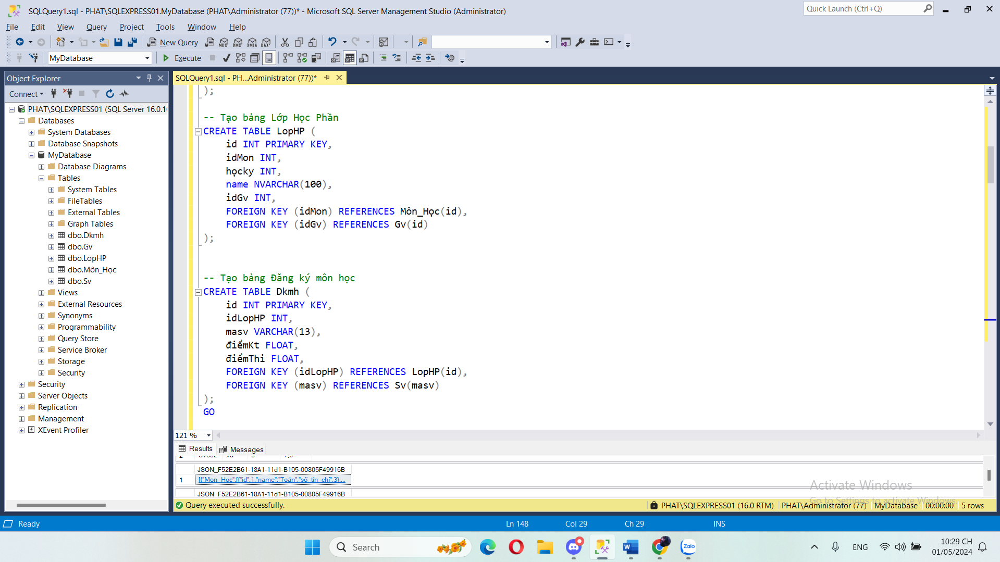 SQLQuery1.sql - PHAT\SQLEXPRESS01.MyDatabase (PHAT\Administrator (77))* - Microsoft SQL Server Management Studio (Administrator)
Quick Launch (Ctrl+Q)
File Edit View Query Project Tools Window Help
New Query MDX DMX XMLA DAX
MyDatabase Execute
Object Explorer
Connect
PHAT\SQLEXPRESS01 (SQL Server 16.0.10
Databases
System Databases
Database Snapshots
MyDatabase
Database Diagrams
Tables
System Tables
FileTables
External Tables
Graph Tables
dbo.Dkmh
dbo.Gv
dbo.LopHP
dbo.Môn_Học
dbo.Sv
Views
External Resources
Synonyms
Programmability
Query Store
Service Broker
Storage
Security
Security
Server Objects
Replication
Management
XEvent Profiler
SQLQuery1.sql - PH...Administrator (77))*
);
-- Tạo bảng Lớp Học Phần
CREATE TABLE LopHP (
id INT PRIMARY KEY,
idMon INT,
họcky INT,
name NVARCHAR(100),
idGv INT,
FOREIGN KEY (idMon) REFERENCES Môn_Học(id),
FOREIGN KEY (idGv) REFERENCES Gv(id)
);
-- Tạo bảng Đăng ký môn học
CREATE TABLE Dkmh (
id INT PRIMARY KEY,
idLopHP INT,
masv VARCHAR(13),
điểmKt FLOAT,
điểmThi FLOAT,
FOREIGN KEY (idLopHP) REFERENCES LopHP(id),
FOREIGN KEY (masv) REFERENCES Sv(masv)
);
GO
121 %
Results Messages
JSON_F52E2B61-18A1-11d1-B105-00805F49916B
1 [{"Mon_Hoc":[{"id":1,"name":"Toán","số_tín_chỉ":3},...
JSON_F52E2B61-18A1-11d1-B105-00805F49916B
Activate Windows
Go to Settings to activate Windows.
Query executed successfully.
PHAT\SQLEXPRESS01 (16.0 RTM) PHAT\Administrator (77) MyDatabase 00:00:00 5 rows
Ready Ln 148 Col 29 Ch 29 INS
Search
Zalo
ENG
10:29 CH
01/05/2024